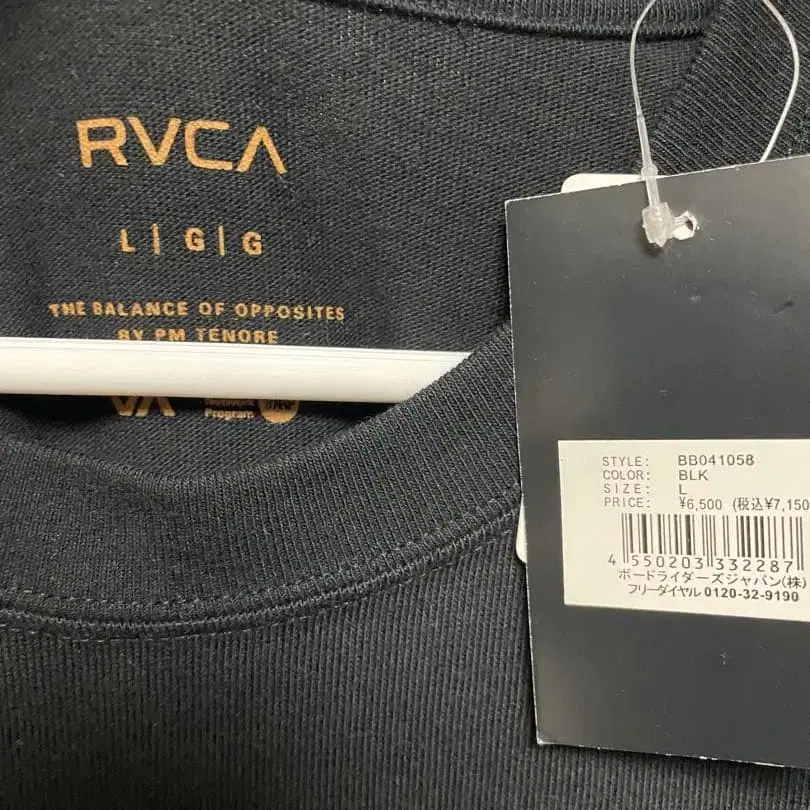 RVCA
L | G | G
THE BALANCE OF OPPOSITES
BY PM TENORE
VA
Program
STYLE: BB041058
COLOR: BLK
SIZE: L
PRICE: ¥6,500 (税込¥7,150
4 550203 332287
ボードライダーズジャパン(株)
フリーダイヤル 0120-32-9190